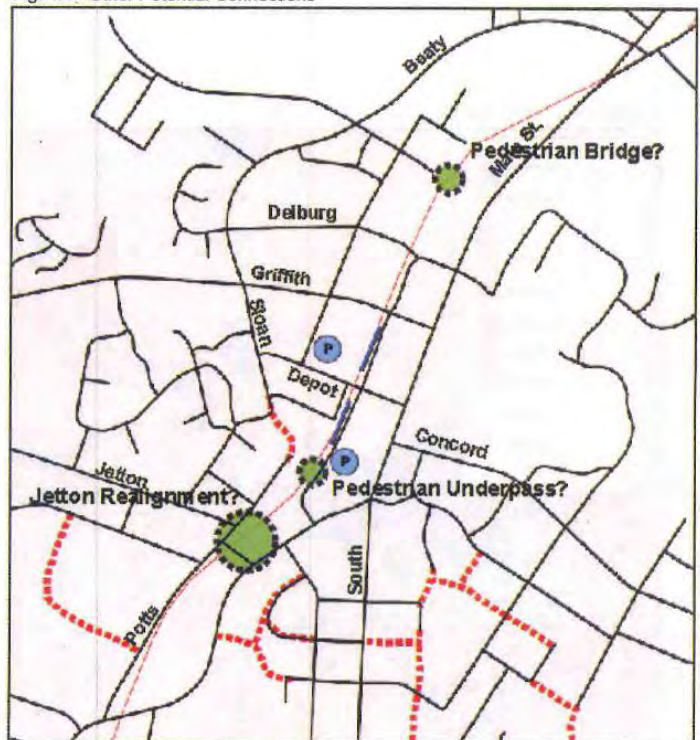 Beaty
Main St.
Pedestrian Bridge?
Delburg
Griffith
Sloan
P
Depot
Concord
P
Jetton
Pedestrian Underpass?
Jetton Realignment?
South
Potts